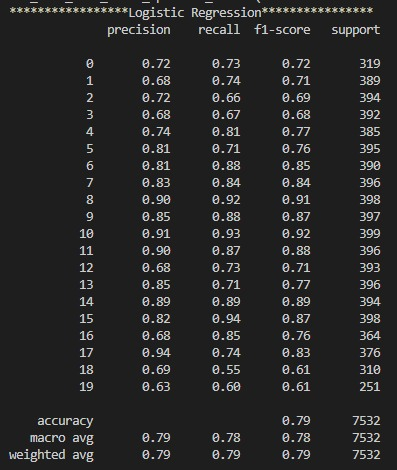 *****************Logistic Regression****************
precision recall f1-score support
0 0.72 0.73 0.72 319
1 0.68 0.74 0.71 389
2 0.72 0.66 0.69 394
3 0.68 0.67 0.68 392
4 0.74 0.81 0.77 385
5 0.81 0.71 0.76 395
6 0.81 0.88 0.85 390
7 0.83 0.84 0.84 396
8 0.90 0.92 0.91 398
9 0.85 0.88 0.87 397
10 0.91 0.93 0.92 399
11 0.90 0.87 0.88 396
12 0.68 0.73 0.71 393
13 0.85 0.71 0.77 396
14 0.89 0.89 0.89 394
15 0.82 0.94 0.87 398
16 0.68 0.85 0.76 364
17 0.94 0.74 0.83 376
18 0.69 0.55 0.61 310
19 0.63 0.60 0.61 251
accuracy 0.79 7532
macro avg 0.79 0.78 0.78 7532
weighted avg 0.79 0.79 0.79 7532